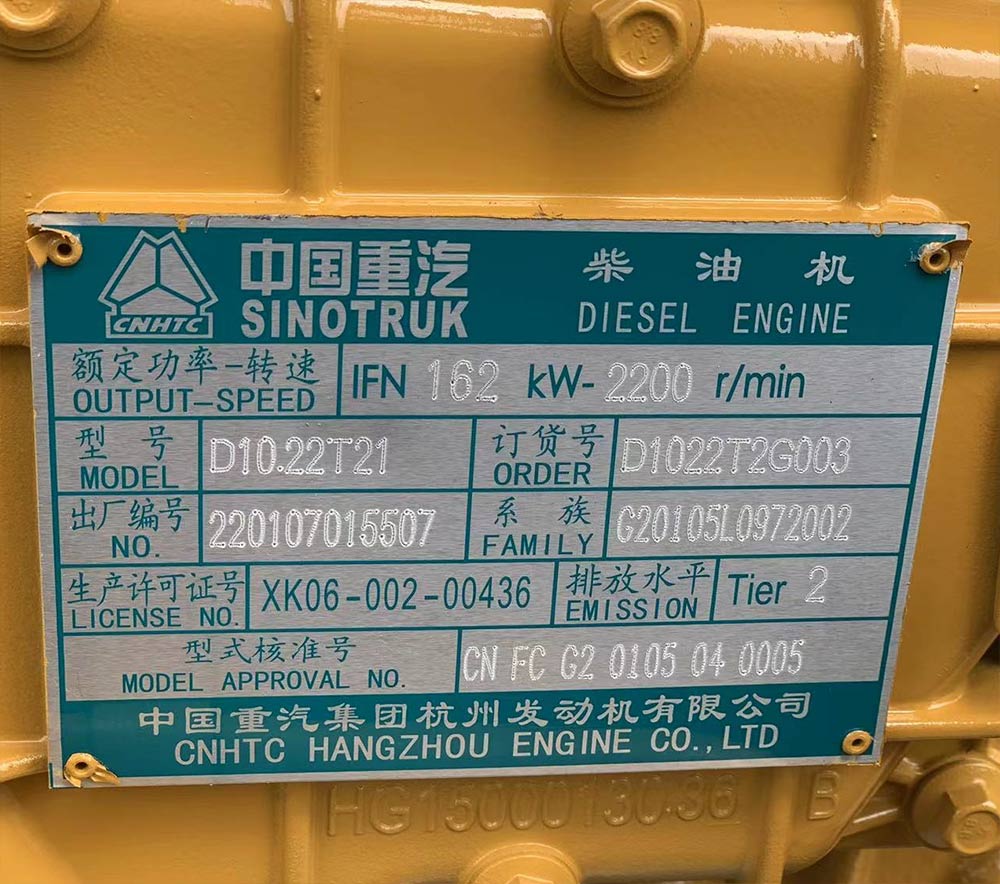 中国重汽 柴油机
CNHTC SINOTRUK DIESEL ENGINE
额定功率-转速 IFN 162 kW- 2200 r/min
OUTPUT-SPEED
型号 D10.22T21 订货号 D1022T2G003
MODEL ORDER
出厂编号 220107015507 系族 G20105L0972002
NO. FAMILY
生产许可证号 XK06-002-00436 排放水平 Tier 2
LICENSE NO. EMISSION
型式核准号 CN FC G2 0105 04 0005
MODEL APPROVAL NO.
中国重汽集团杭州发动机有限公司
CNHTC HANGZHOU ENGINE CO.,LTD
B